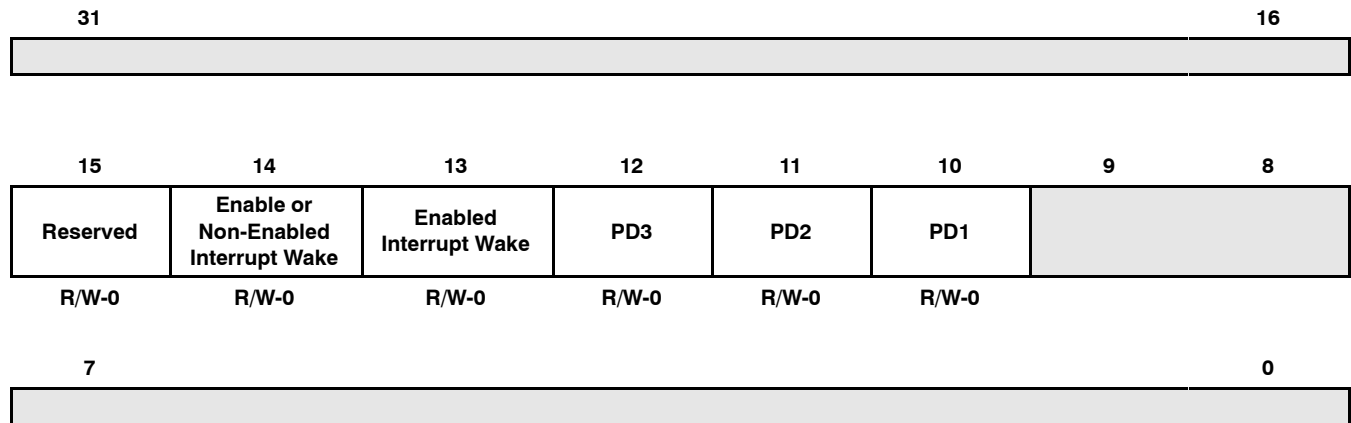 31 16
15 14 13 12 11 10 9 8
Reserved Enable or Non-Enabled Interrupt Wake Enabled Interrupt Wake PD3 PD2 PD1
R/W-0 R/W-0 R/W-0 R/W-0 R/W-0 R/W-0
7 0